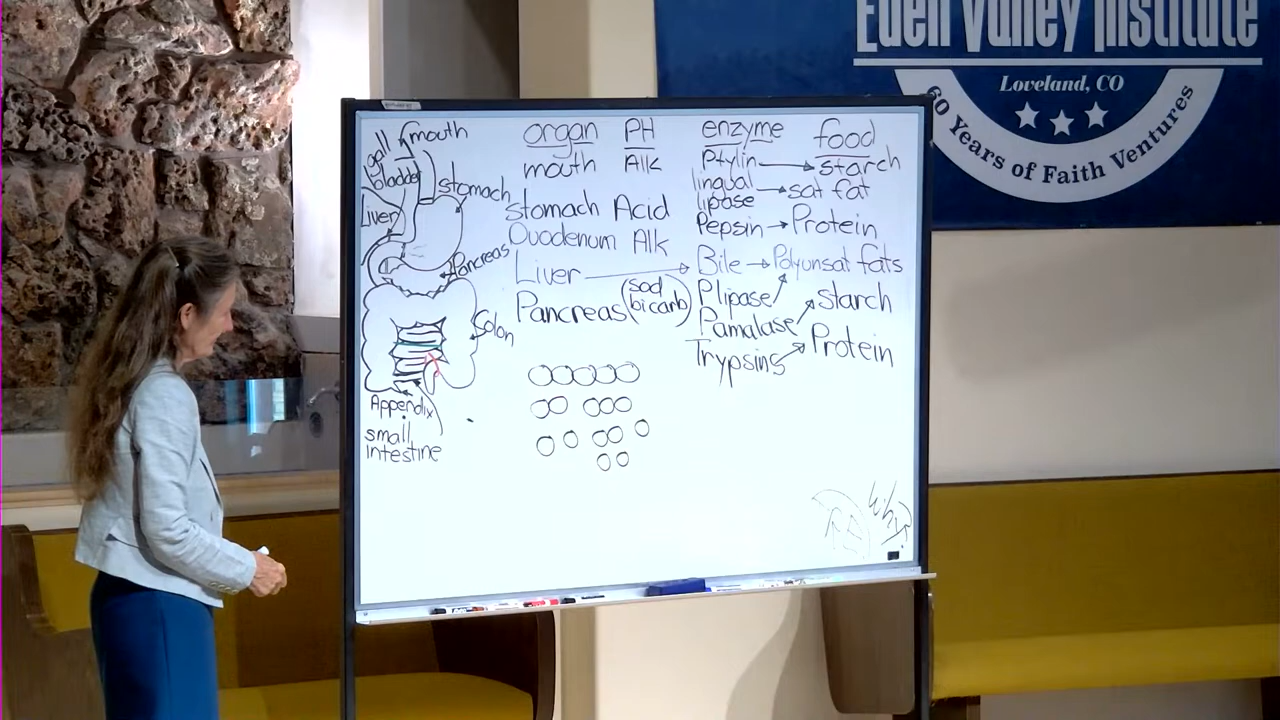 Eden Valley Institute
Loveland, CO
60 Years of Faith Ventures
mouth
gall
bladder
stomach
Liver
Pancreas
Colon
Appendix
small
intestine
organ PH enzyme food
mouth Alk Ptylin starch
lingual
lipase sat fat
Stomach Acid Pepsin Protein
Duodenum Alk
Liver Bile Polyunsat fats
Pancreas (sod
bicarb) Plipase
Pamalase starch
Trypsins Protein
Why?